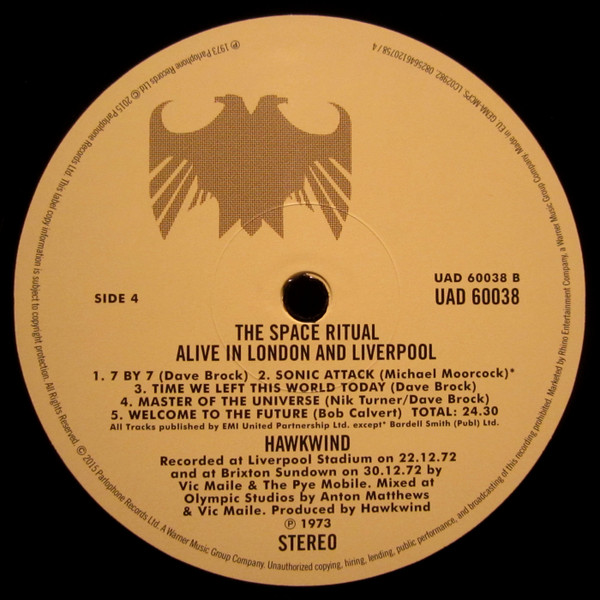 UAD 60038 B
SIDE 4
UAD 60038
THE SPACE RITUAL
ALIVE IN LONDON AND LIVERPOOL
1. 7 BY 7 (Dave Brock) 2. SONIC ATTACK (Michael Moorcock)*
3. TIME WE LEFT THIS WORLD TODAY (Dave Brock)
4. MASTER OF THE UNIVERSE (Nik Turner/Dave Brock)
5. WELCOME TO THE FUTURE (Bob Calvert) TOTAL: 24.30
All Tracks published by EMI United Partnership Ltd. except* Bardell Smith (Publ) Ltd.
HAWKWIND
Recorded at Liverpool Stadium on 22.12.72
and at Brixton Sundown on 30.12.72 by
Vic Maile & The Pye Mobile. Mixed at
Olympic Studios by Anton Matthews
& Vic Maile. Produced by Hawkwind
℗ 1973
STEREO
℗ 1973 Parlophone Records Ltd © 2015 Parlophone Records Ltd. This label copy information is subject to copyright protection. All Rights Reserved.
© 2015 Parlophone Records Ltd. A Warner Music Group Company. Unauthorized copying, hiring, lending, public performance, and broadcasting of this recording prohibited. Marketed by Rhino Entertainment Company, a Warner Music Group Company. Made in EU. GEMA-MCPS. LC02982. 0825646120758 / 4